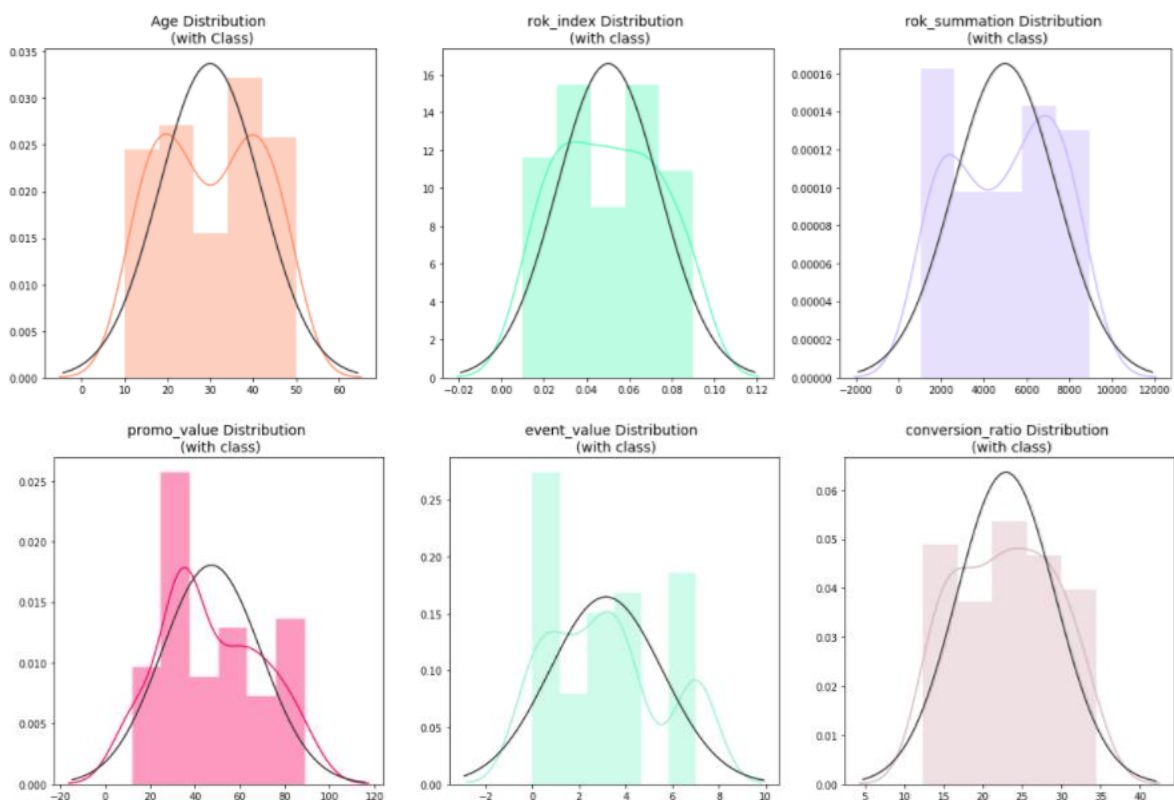 Age Distribution
(with Class)
0.035
0.030
0.025
0.020
0.015
0.010
0.005
0.000
0 10 20 30 40 50 60
rok_index Distribution
(with class)
16
14
12
10
8
6
4
2
0
−0.02 0.00 0.02 0.04 0.06 0.08 0.10 0.12
rok_summation Distribution
(with class)
0.00016
0.00014
0.00012
0.00010
0.00008
0.00006
0.00004
0.00002
0.00000
−2000 0 2000 4000 6000 8000 10000 12000
promo_value Distribution
(with class)
0.025
0.020
0.015
0.010
0.005
0.000
−20 0 20 40 60 80 100 120
event_value Distribution
(with class)
0.25
0.20
0.15
0.10
0.05
0.00
−2 0 2 4 6 8 10
conversion_ratio Distribution
(with class)
0.06
0.05
0.04
0.03
0.02
0.01
0.00
5 10 15 20 25 30 35 40